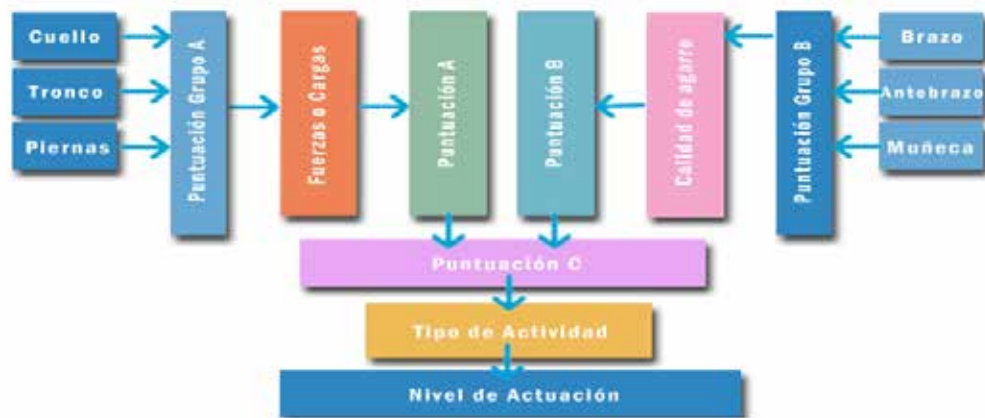 Cuello
Tronco
Piernas
Puntuación Grupo A
Fuerzas o Cargas
Puntuación A
Puntuación B
Calidad de agarro
Puntuación Grupo B
Brazo
Antebrazo
Muñeca
Puntuación C
Tipo de Actividad
Nivel de Actuación